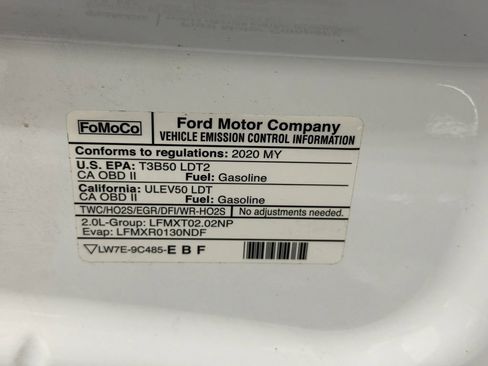 FoMoCo
Ford Motor Company
VEHICLE EMISSION CONTROL INFORMATION
Conforms to regulations: 2020 MY
U.S. EPA: T3B50 LDT2
CA OBD II Fuel: Gasoline
California: ULEV50 LDT
CA OBD II Fuel: Gasoline
TWC/HO2S/EGR/DFI/WR-HO2S No adjustments needed.
2.0L-Group: LFMXT02.02NP
Evap: LFMXR0130NDF
LW7E-9C485-E B F